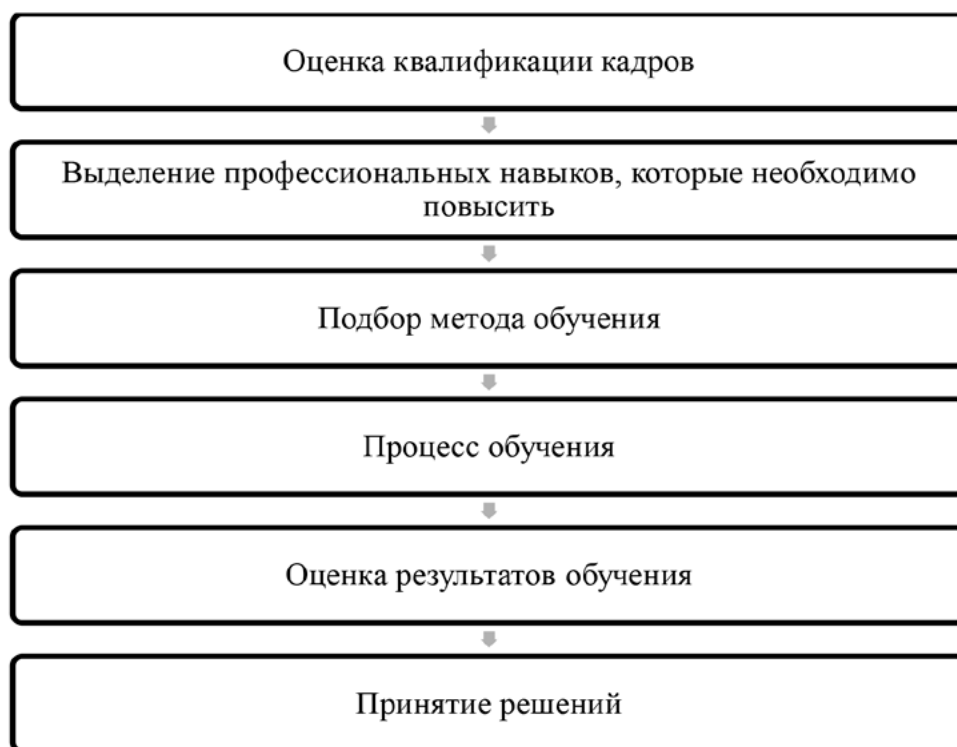 Оценка квалификации кадров
Выделение профессиональных навыков, которые необходимо
повысить
Подбор метода обучения
Процесс обучения
Оценка результатов обучения
Принятие решений